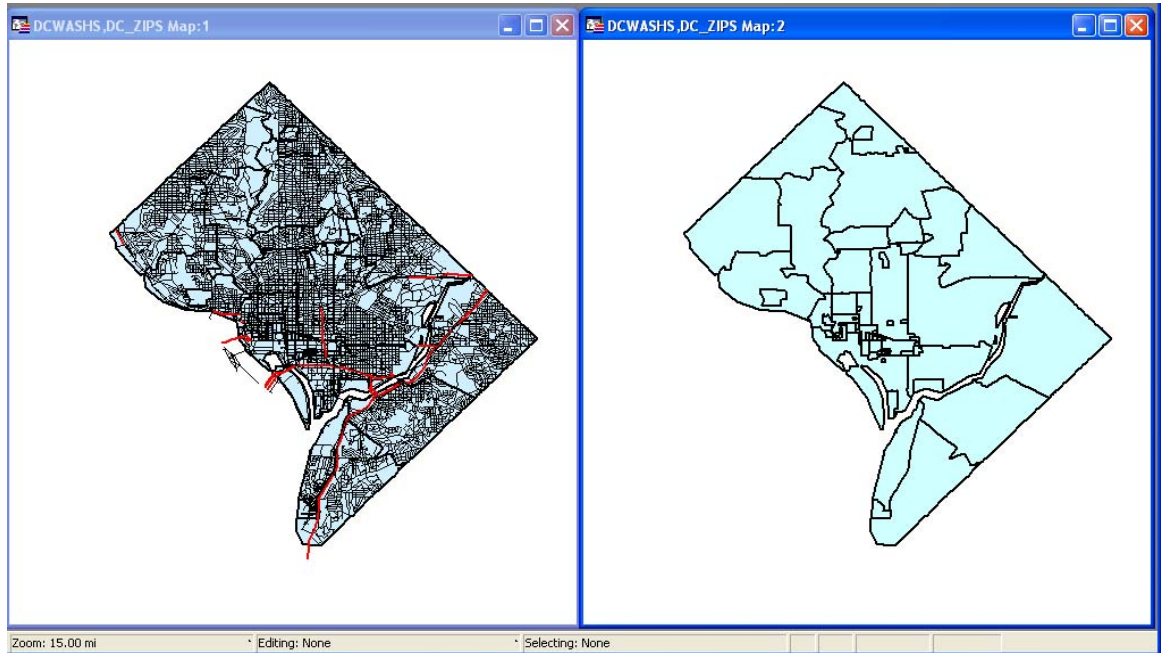 DCWASHS,DC_ZIPS Map:1
DCWASHS,DC_ZIPS Map:2
Zoom: 15.00 mi
Editing: None
Selecting: None